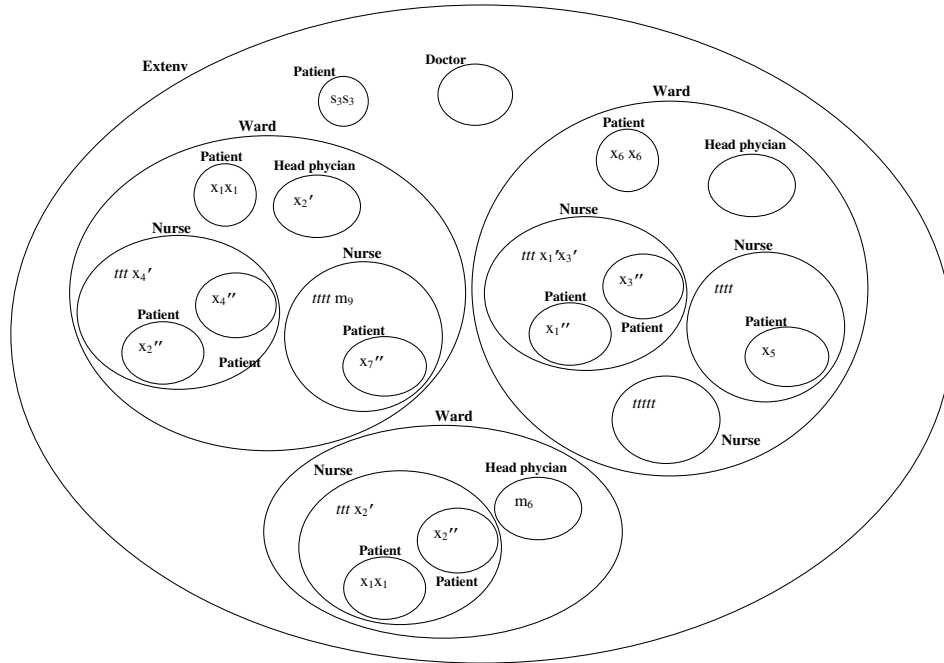 Extenv
Patient
s₃s₃
Doctor
Ward
Patient
x₁x₁
Head phycian
x₂′
Nurse
ttt x₄′
x₄′′
Patient
x₂′′
Patient
Nurse
tttt m₉
Patient
x₇′′
Ward
Patient
x₆ x₆
Head phycian
Nurse
ttt x₁′x₃′
x₃′′
Patient
x₁′′
Patient
Nurse
tttt
Patient
x₅
ttttt
Nurse
Ward
Nurse
ttt x₂′
x₂′′
Patient
x₁x₁
Patient
Head phycian
m₆